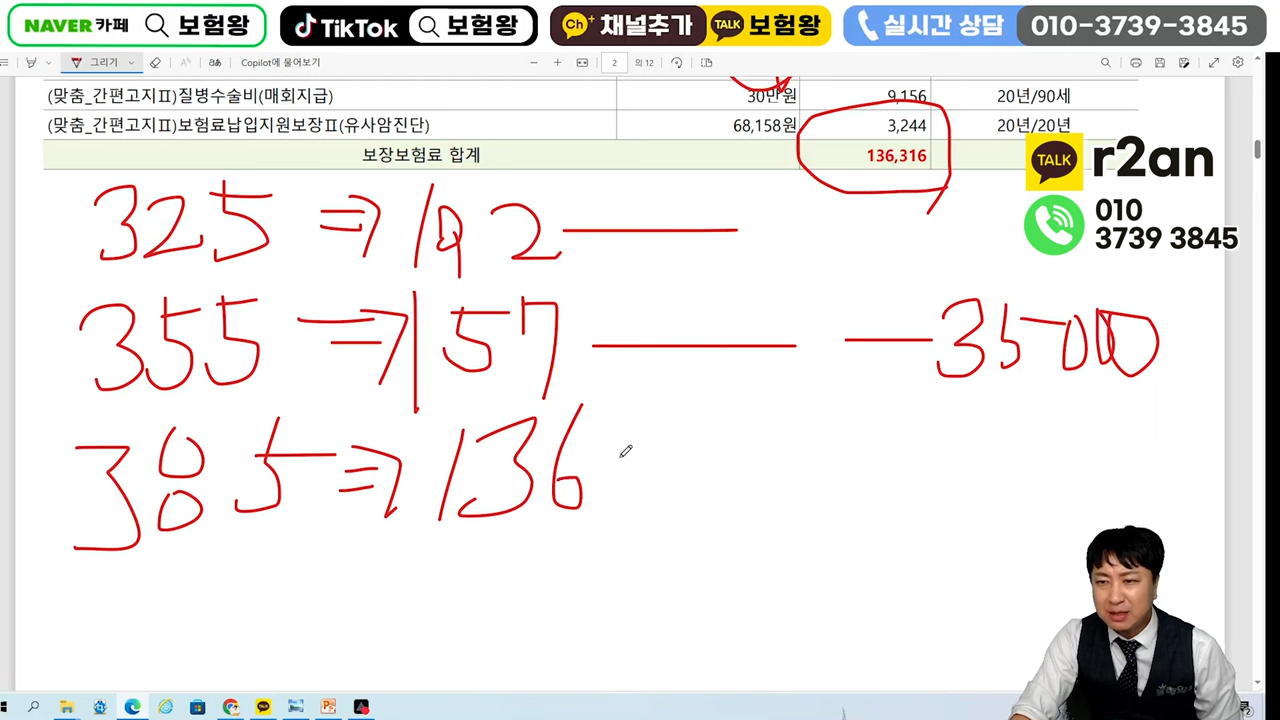 NAVER 카페 보험왕 TikTok 보험왕 Ch+ 채널추가 TALK 보험왕 실시간 상담 010-3739-3845
그리기 가 あ Copilot에 물어보기 2 의 12
(맞춤_간편고지Ⅱ)질병수술비(매회지급) 30만원 9,156 20년/90세
(맞춤_간편고지Ⅱ)보험료납입지원보장Ⅱ(유사암진단) 68,158원 3,244 20년/20년
보장보험료 합계 136,316
TALK r2an
010
3739 3845
325 ⇒ 192
355 ⇒ 157 — 35000
385 ⇒ 136